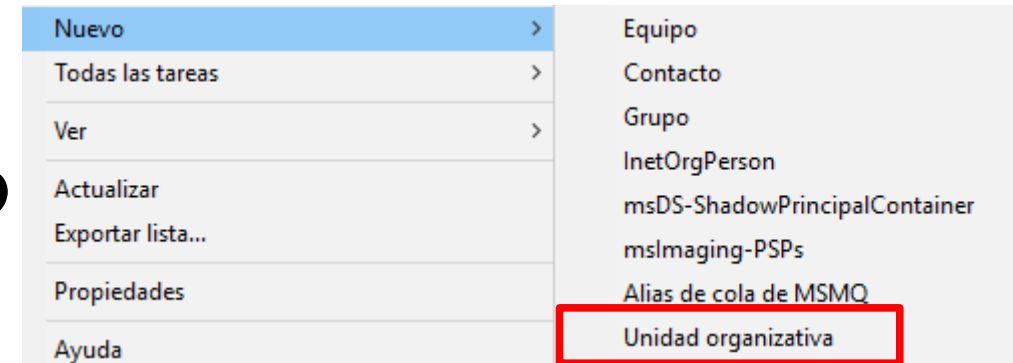 Nuevo
Todas las tareas
Ver
Actualizar
Exportar lista...
Propiedades
Ayuda
Equipo
Contacto
Grupo
InetOrgPerson
msDS-ShadowPrincipalContainer
msImaging-PSPs
Alias de cola de MSMQ
Unidad organizativa